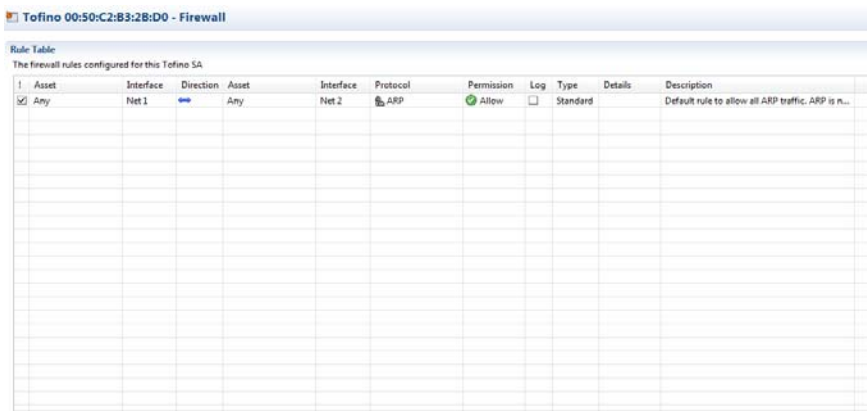 Tofino 00:50:C2:B3:2B:D0 - Firewall
Rule Table
The firewall rules configured for this Tofino SA
! Asset Interface Direction Asset Interface Protocol Permission Log Type Details Description
Any Net 1 Any Net 2 ARP Allow Standard Default rule to allow all ARP traffic. ARP is n...